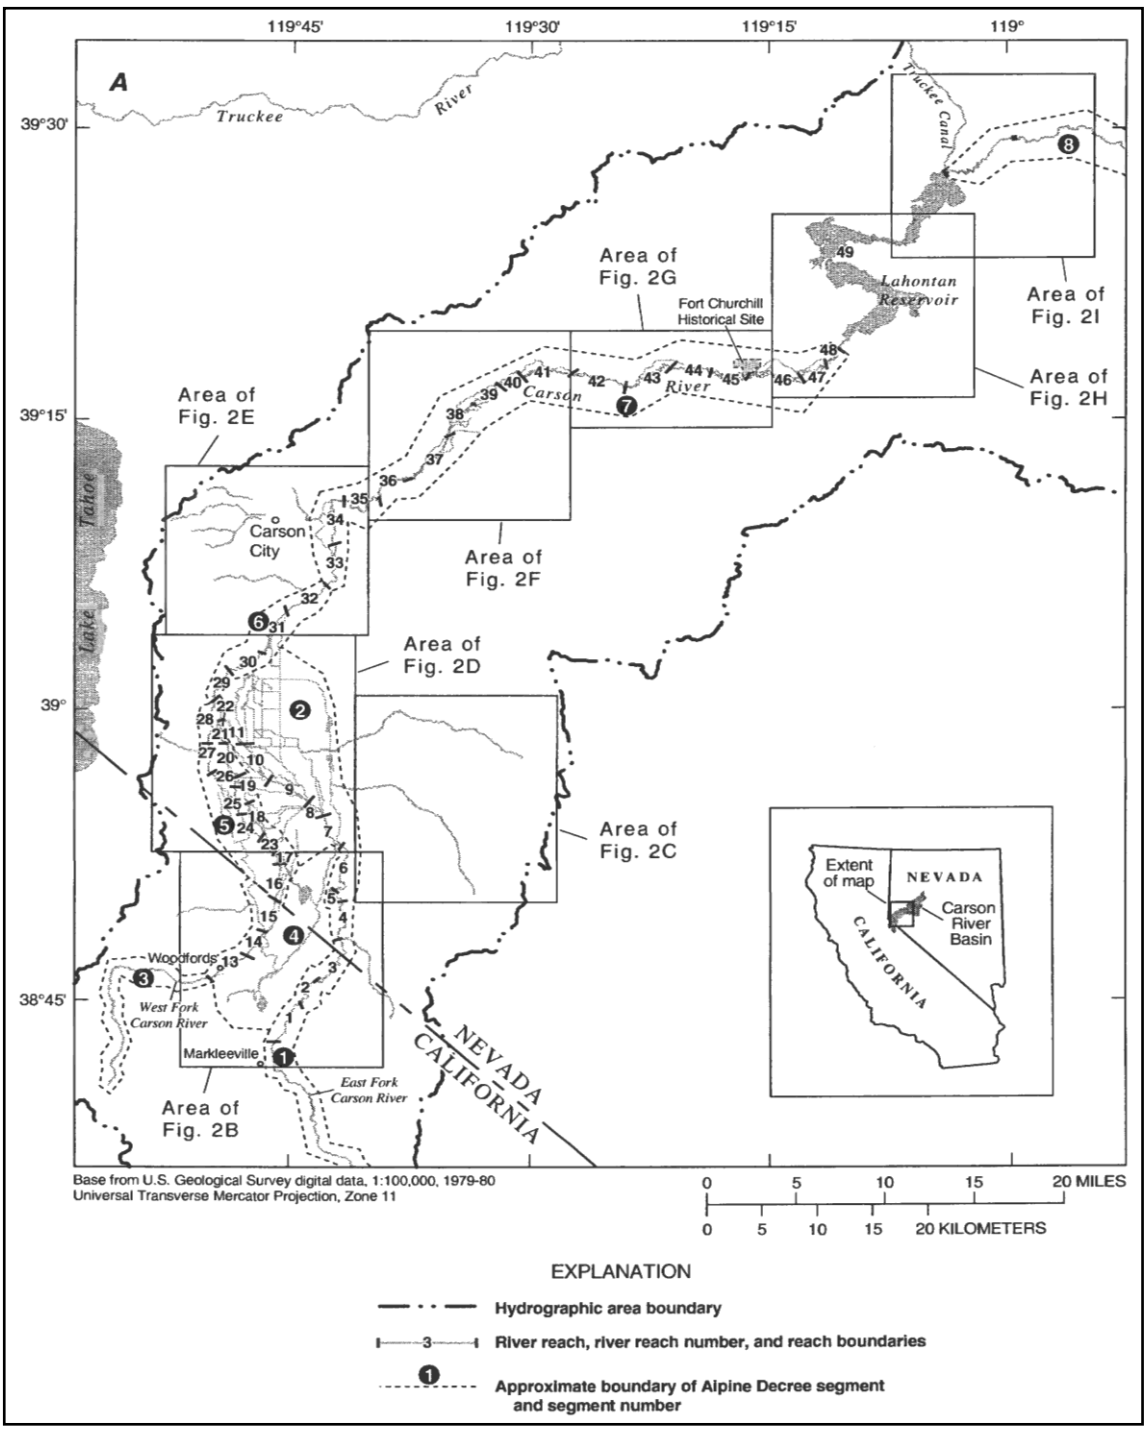 119°45' 119°30' 119°15' 119°
A
Truckee River
Truckee Canal
39°30'
8
49
Area of
Fig. 2G
Lahontan
Reservoir
Area of
Fig. 2I
Fort Churchill
Historical Site
48
Area of
Fig. 2H
41 42 43 44 45 46 47
40
39
Carson River
7
Area of
Fig. 2E
39°15'
38
37
36
35
34
Carson
City
33
Area of
Fig. 2F
32
6
31
Lake Tahoe
Area of
Fig. 2D
30
29
2
39°
22
28
21 11
27
20 10
26
19 9
25
18 8
5
24 7
23
Area of
Fig. 2C
17
6
16
5
15 4
4
14
Woodfords
13
3
3
2
38°45'
West Fork
Carson River
1
Markleeville
1
East Fork
Carson River
Area of
Fig. 2B
NEVADA
CALIFORNIA
Extent
of map
NEVADA
Carson
River
Basin
CALIFORNIA
Base from U.S. Geological Survey digital data, 1:100,000, 1979-80
Universal Transverse Mercator Projection, Zone 11
0 5 10 15 20 MILES
0 5 10 15 20 KILOMETERS
EXPLANATION
Hydrographic area boundary
3 River reach, river reach number, and reach boundaries
1
Approximate boundary of Alpine Decree segment
and segment number